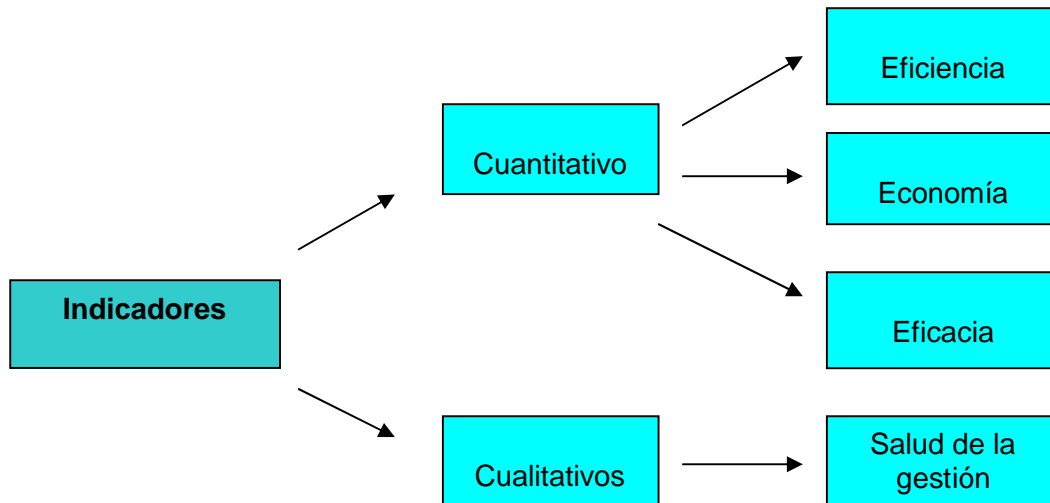 Indicadores
Cuantitativo
Eficiencia
Economía
Eficacia
Cualitativos
Salud de la
gestión